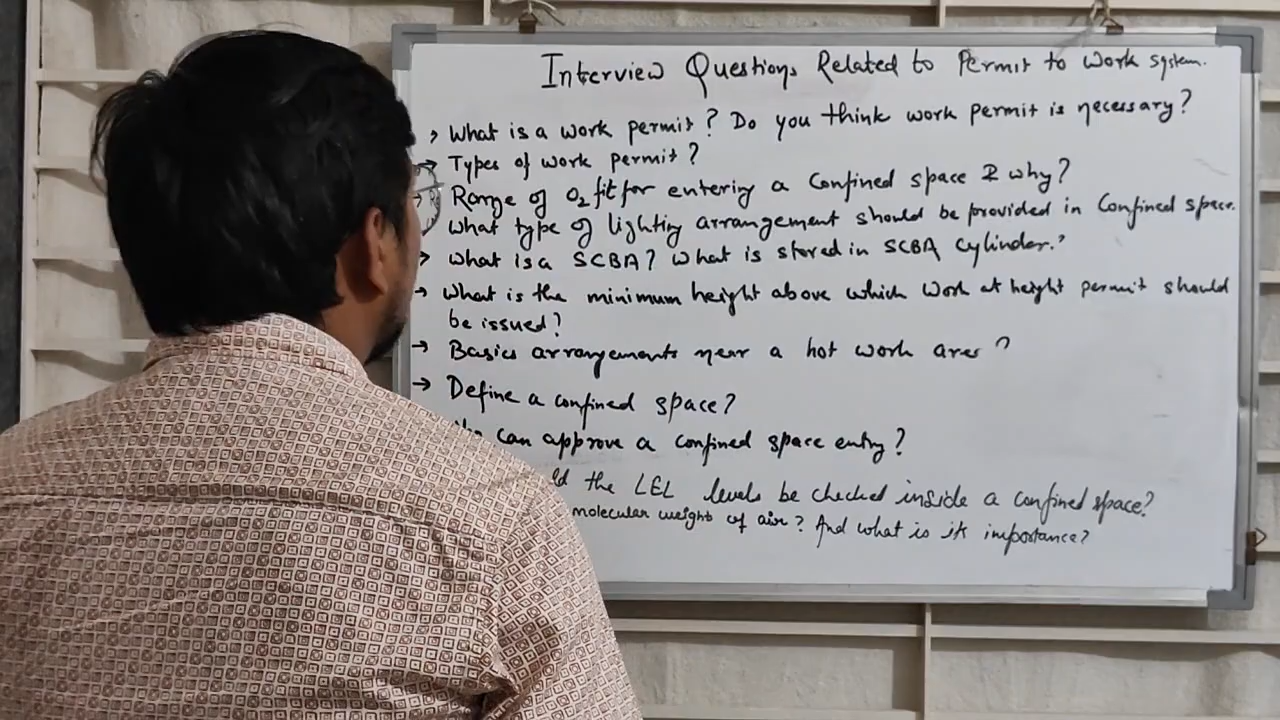 Interview Questions Related to Permit to Work system.
→ What is a work permit? Do you think work permit is necessary?
→ Types of work permit?
→ Range of O2 fit for entering a Confined space & why?
What type of lighting arrangement should be provided in Confined space.
→ What is a SCBA? What is stored in SCBA Cylinder.?
→ What is the minimum height above which Work at height permit should
be issued?
→ Basics arrangements near a hot work area?
→ Define a confined space?
can approve a confined space entry?
the LEL levels be checked inside a confined space?
molecular weight of air? And what is its importance?